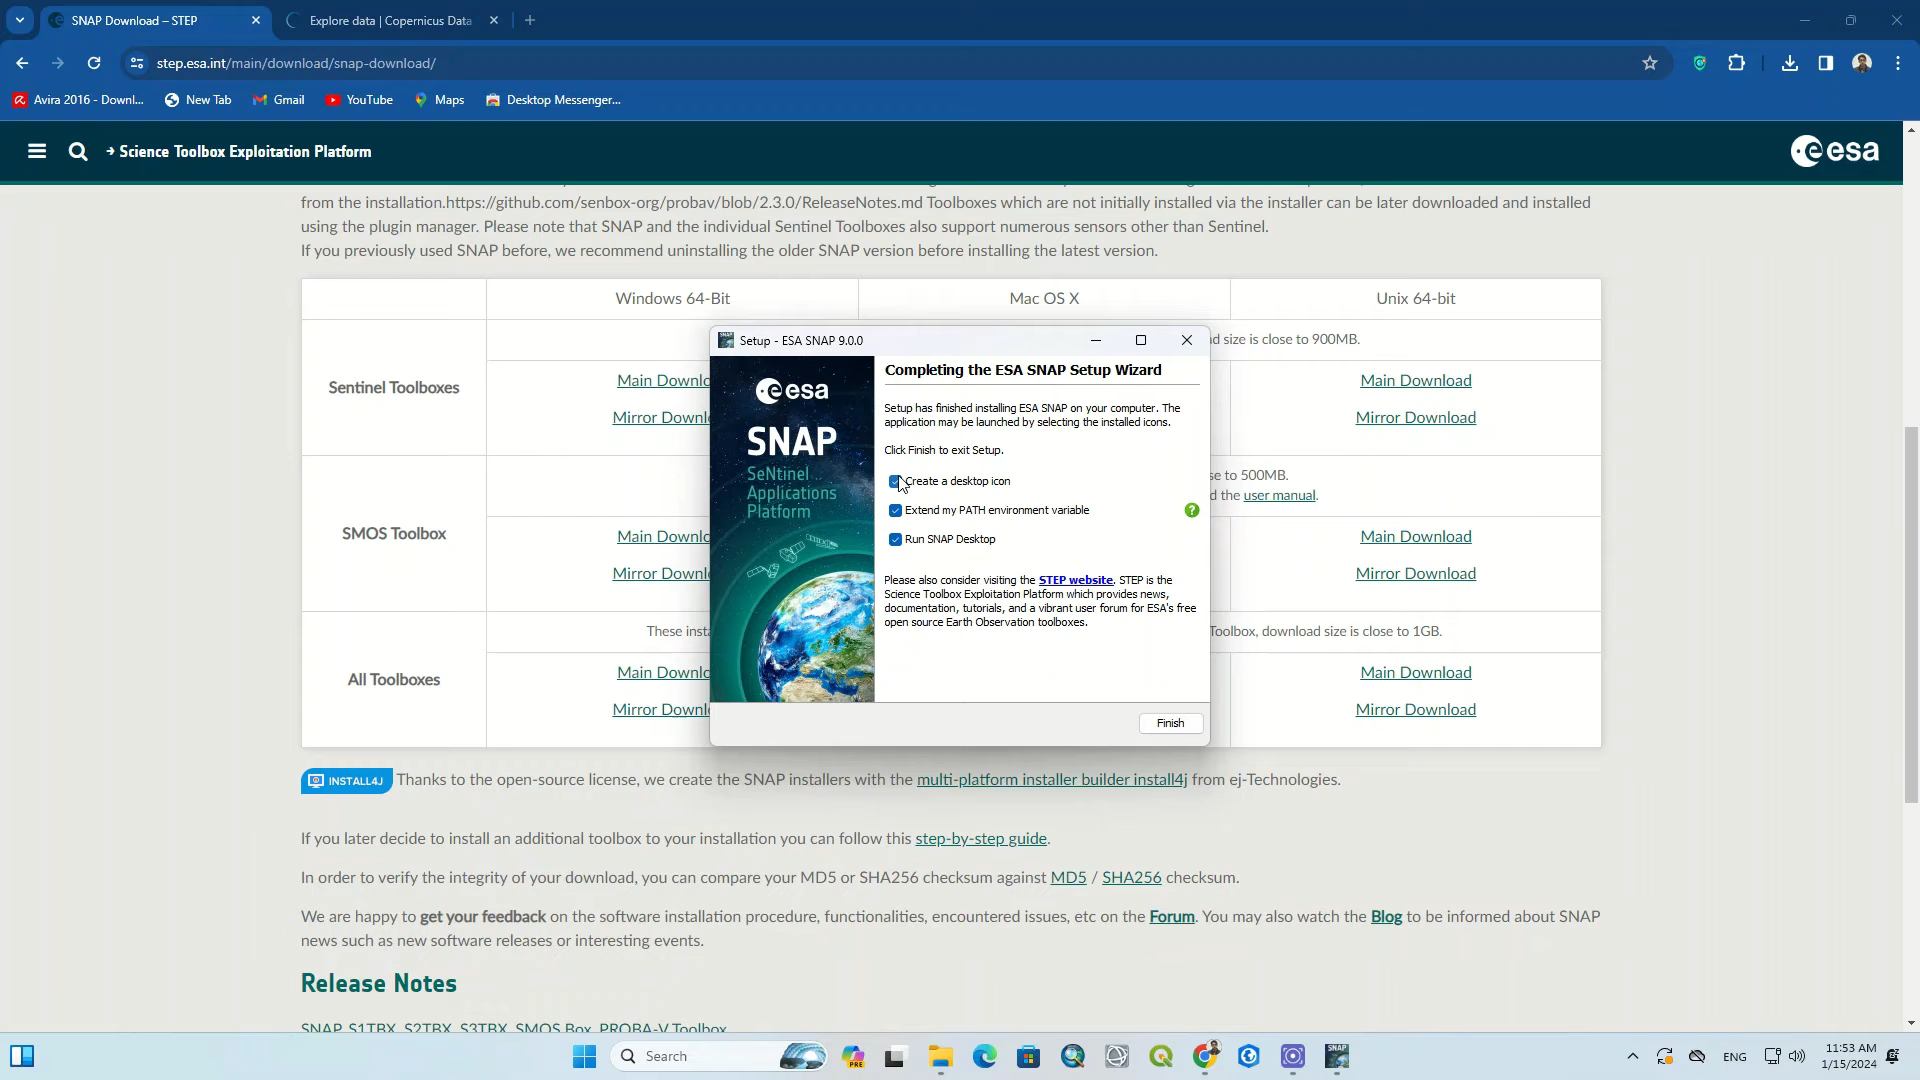 SNAP Download – STEP
Explore data | Copernicus Data
step.esa.int/main/download/snap-download/
Avira 2016 - Downl...
New Tab
Gmail
YouTube
Maps
Desktop Messenger...
Science Toolbox Exploitation Platform
esa
from the installation.https://github.com/senbox-org/probav/blob/2.3.0/ReleaseNotes.md Toolboxes which are not initially installed via the installer can be later downloaded and installed
using the plugin manager. Please note that SNAP and the individual Sentinel Toolboxes also support numerous sensors other than Sentinel.
If you previously used SNAP before, we recommend uninstalling the older SNAP version before installing the latest version.
Windows 64-Bit
Mac OS X
Unix 64-bit
size is close to 900MB.
Sentinel Toolboxes
Main Downlo
Main Download
Mirror Downl
Mirror Download
se to 500MB.
d the user manual.
SMOS Toolbox
Main Downlo
Main Download
Mirror Downl
Mirror Download
These inst
Toolbox, download size is close to 1GB.
All Toolboxes
Main Downlo
Main Download
Mirror Downl
Mirror Download
Setup - ESA SNAP 9.0.0
esa
SNAP
SeNtinel
Applications
Platform
Completing the ESA SNAP Setup Wizard
Setup has finished installing ESA SNAP on your computer. The
application may be launched by selecting the installed icons.
Click Finish to exit Setup.
Create a desktop icon
Extend my PATH environment variable
?
Run SNAP Desktop
Please also consider visiting the STEP website. STEP is the
Science Toolbox Exploitation Platform which provides news,
documentation, tutorials, and a vibrant user forum for ESA's free
open source Earth Observation toolboxes.
Finish
INSTALL4J Thanks to the open-source license, we create the SNAP installers with the multi-platform installer builder install4j from ej-Technologies.
If you later decide to install an additional toolbox to your installation you can follow this step-by-step guide.
In order to verify the integrity of your download, you can compare your MD5 or SHA256 checksum against MD5 / SHA256 checksum.
We are happy to get your feedback on the software installation procedure, functionalities, encountered issues, etc on the Forum. You may also watch the Blog to be informed about SNAP
news such as new software releases or interesting events.
Release Notes
SNAP, S1TBX, S2TBX, S3TBX, SMOS Box, PROBA-V Toolbox
Search
PRE
SNAP
ENG
11:53 AM
1/15/2024